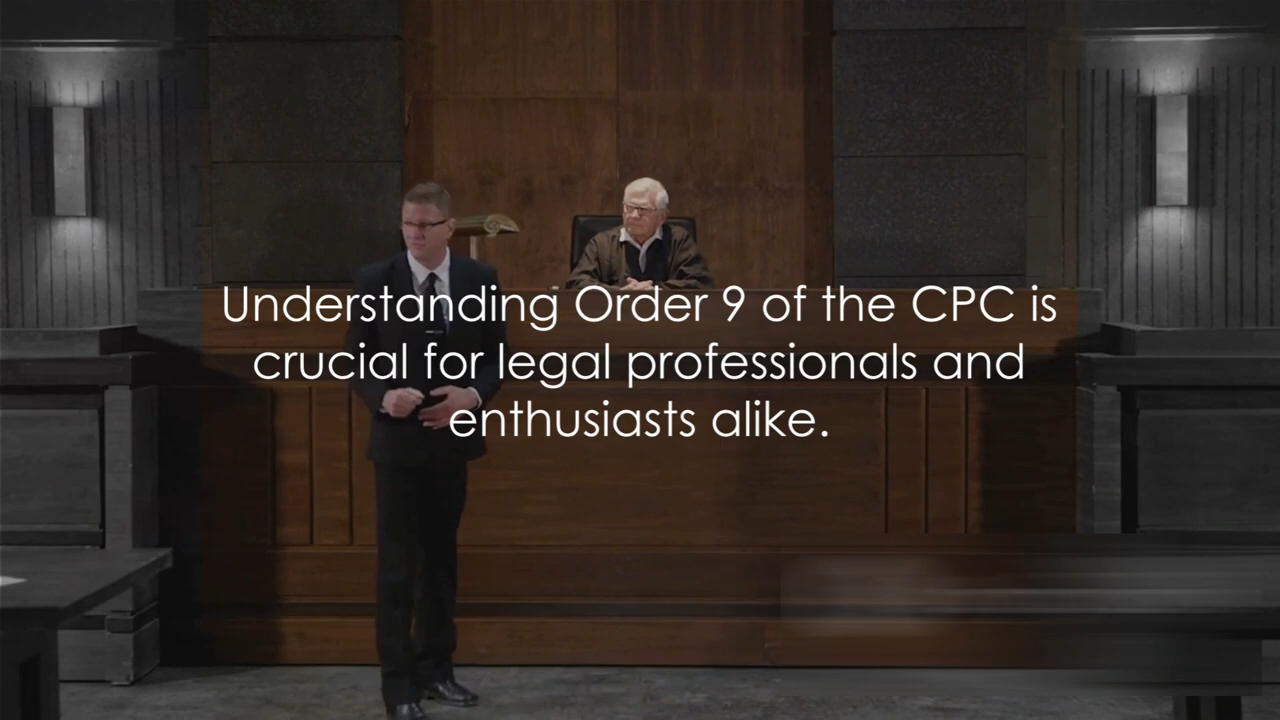 Understanding Order 9 of the CPC is
crucial for legal professionals and
enthusiasts alike.